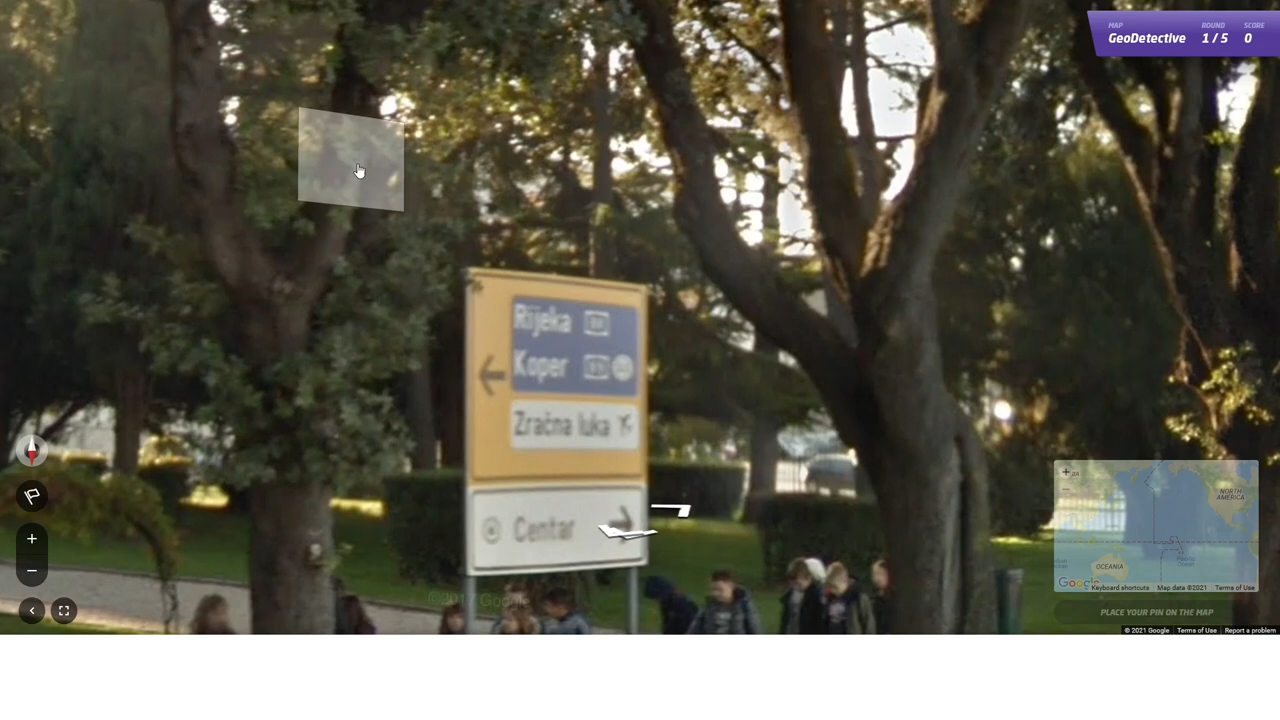 MAP
GeoDetective
ROUND
1 / 5
SCORE
0
Rijeka
Koper
Zračna luka
Centar
NORTH
AMERICA
OCEANIA
Google
Keyboard shortcuts
Map data ©2021
Terms of Use
PLACE YOUR PIN ON THE MAP
© 2021 Google
Terms of Use
Report a problem